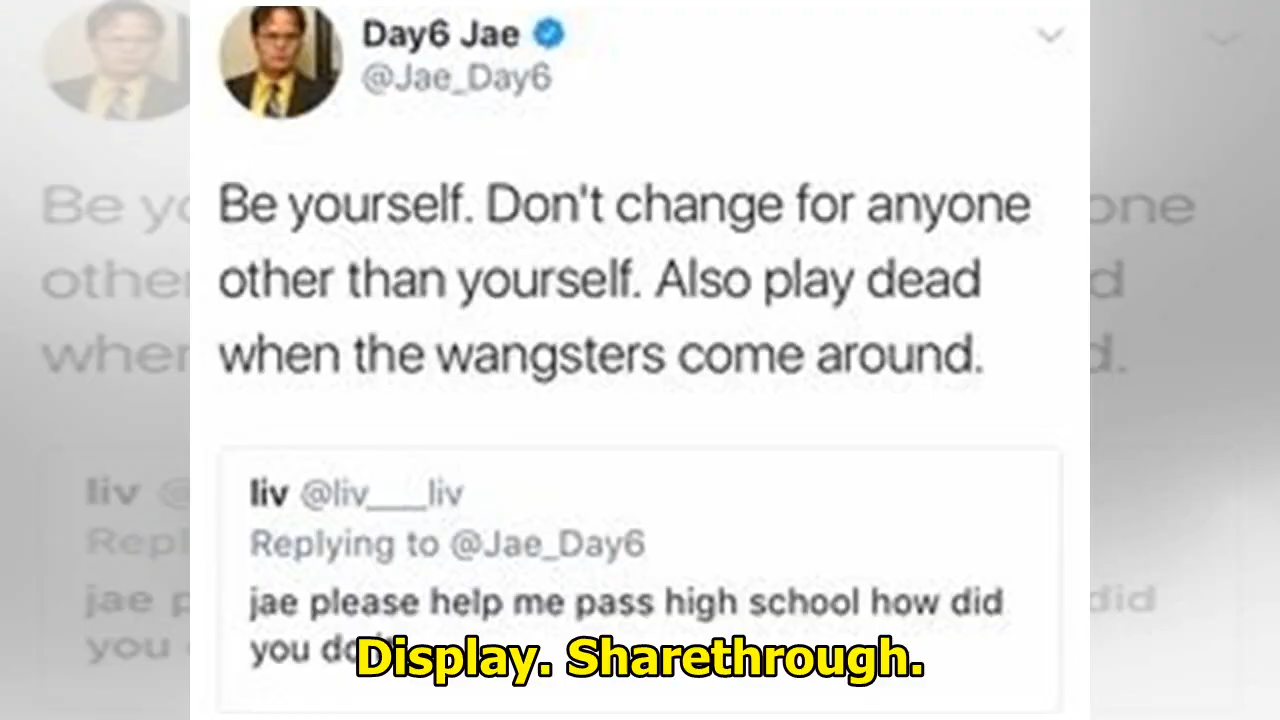 Day6 Jae
@Jae_Day6
Be yourself. Don't change for anyone
other than yourself. Also play dead
when the wangsters come around.
liv @liv___liv
Replying to @Jae_Day6
jae please help me pass high school how did
you do
Display. Sharethrough.